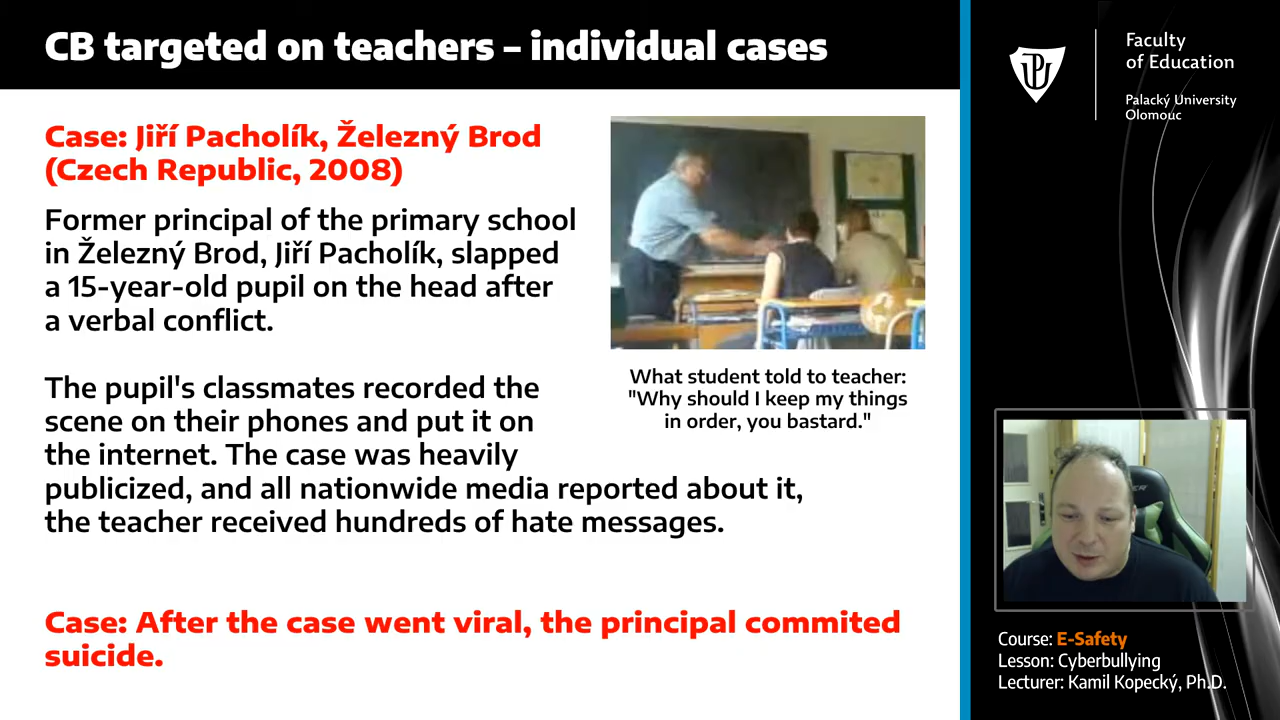 CB targeted on teachers – individual cases
Case: Jiří Pacholík, Železný Brod
(Czech Republic, 2008)
Former principal of the primary school
in Železný Brod, Jiří Pacholík, slapped
a 15-year-old pupil on the head after
a verbal conflict.
The pupil's classmates recorded the
scene on their phones and put it on
the internet. The case was heavily
publicized, and all nationwide media reported about it,
the teacher received hundreds of hate messages.
What student told to teacher:
"Why should I keep my things
in order, you bastard."
Case: After the case went viral, the principal commited
suicide.
Faculty
of Education
Palacký University
Olomouc
Course: E-Safety
Lesson: Cyberbullying
Lecturer: Kamil Kopecký, Ph.D.